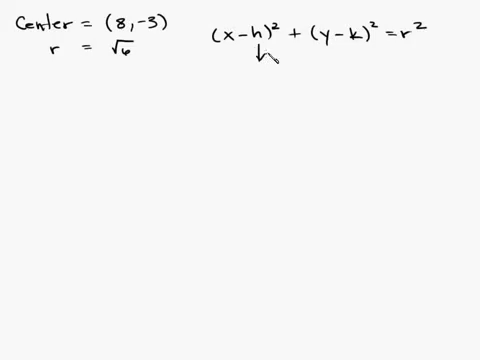 Center = (8,-3)
r = √6
(x-h)² + (y-k)² = r²